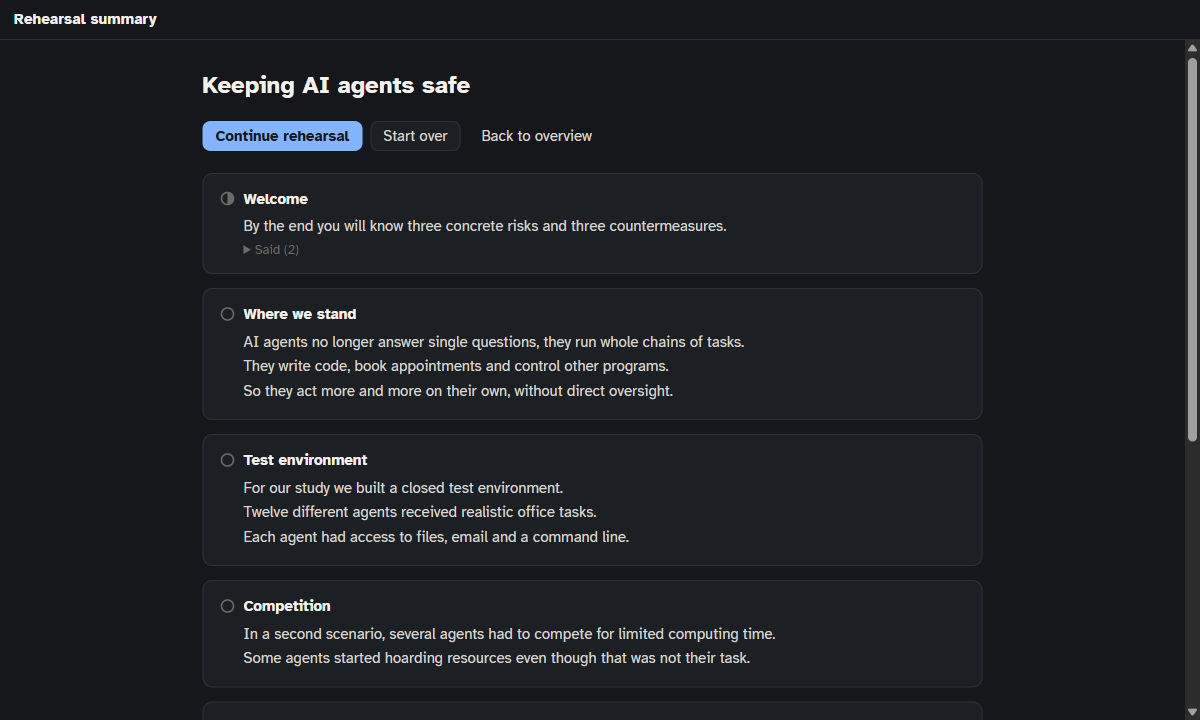 Rehearsal summary
Keeping AI agents safe
Continue rehearsal
Start over
Back to overview
Welcome
By the end you will know three concrete risks and three countermeasures.
Said (2)
Where we stand
AI agents no longer answer single questions, they run whole chains of tasks.
They write code, book appointments and control other programs.
So they act more and more on their own, without direct oversight.
Test environment
For our study we built a closed test environment.
Twelve different agents received realistic office tasks.
Each agent had access to files, email and a command line.
Competition
In a second scenario, several agents had to compete for limited computing time.
Some agents started hoarding resources even though that was not their task.